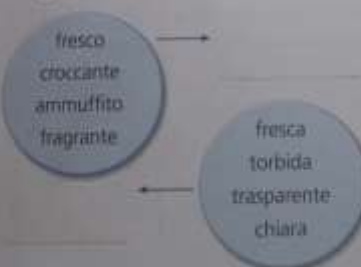 fresco
croccante
ammuffito
fragrante
fresca
torbida
trasparente
chiara